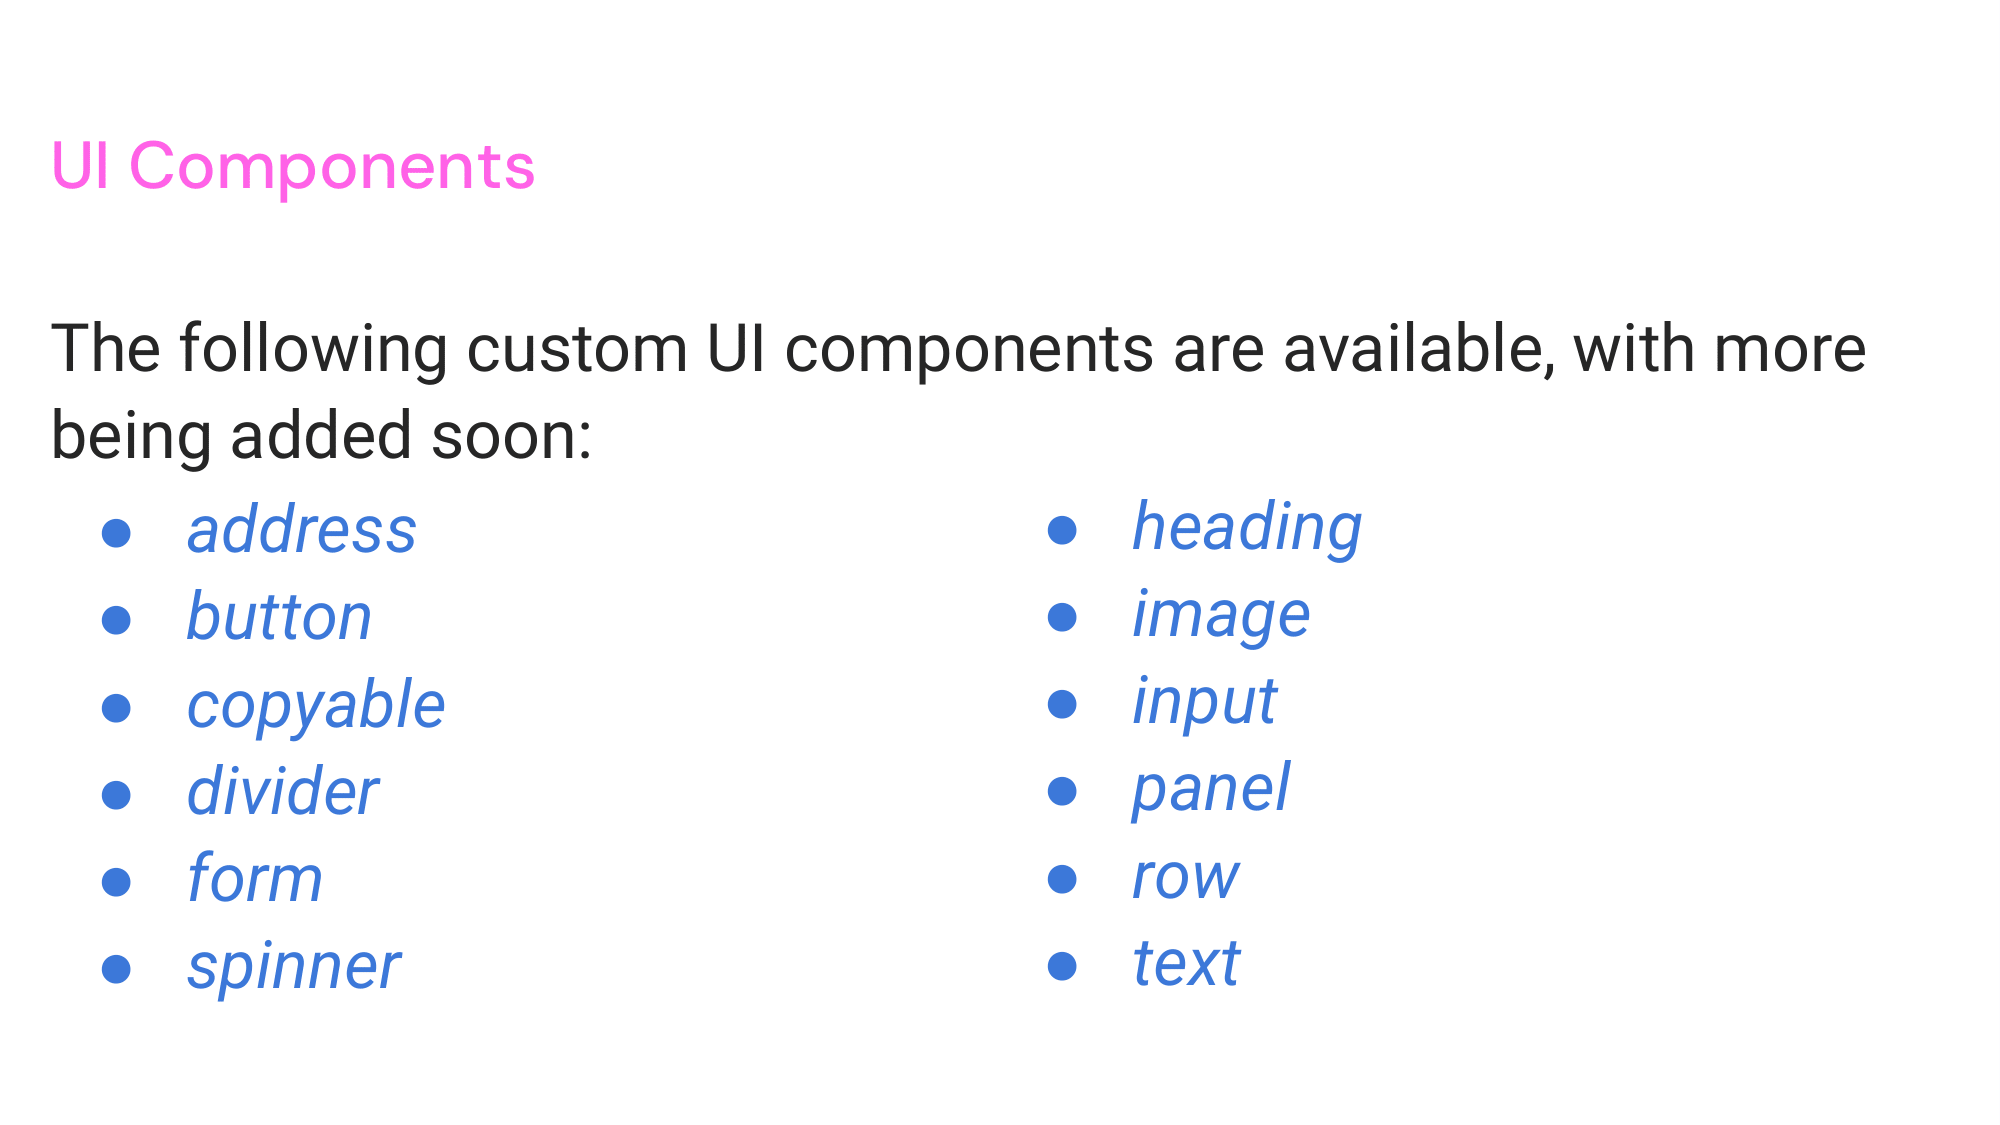 UI Components
The following custom UI components are available, with more
being added soon:
● address
● button
● copyable
● divider
● form
● spinner
● heading
● image
● input
● panel
● row
● text